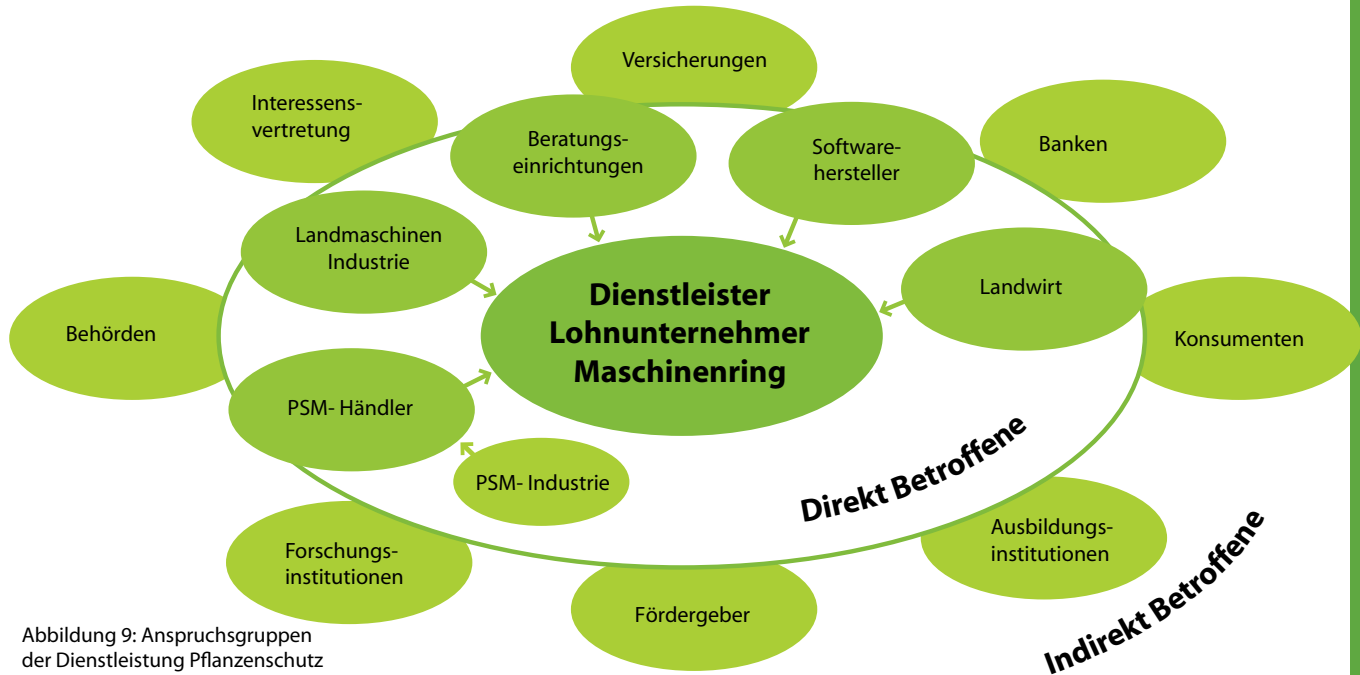 Versicherungen
Interessens-
vertretung
Beratungs-
einrichtungen
Software-
hersteller
Banken
Landmaschinen
Industrie
Dienstleister
Lohnunternehmer
Maschinenring
Landwirt
Behörden
Konsumenten
PSM- Händler
PSM- Industrie
Direkt Betroffene
Forschungs-
institutionen
Ausbildungs-
institutionen
Fördergeber
Indirekt Betroffene
Abbildung 9: Anspruchsgruppen
der Dienstleistung Pflanzenschutz